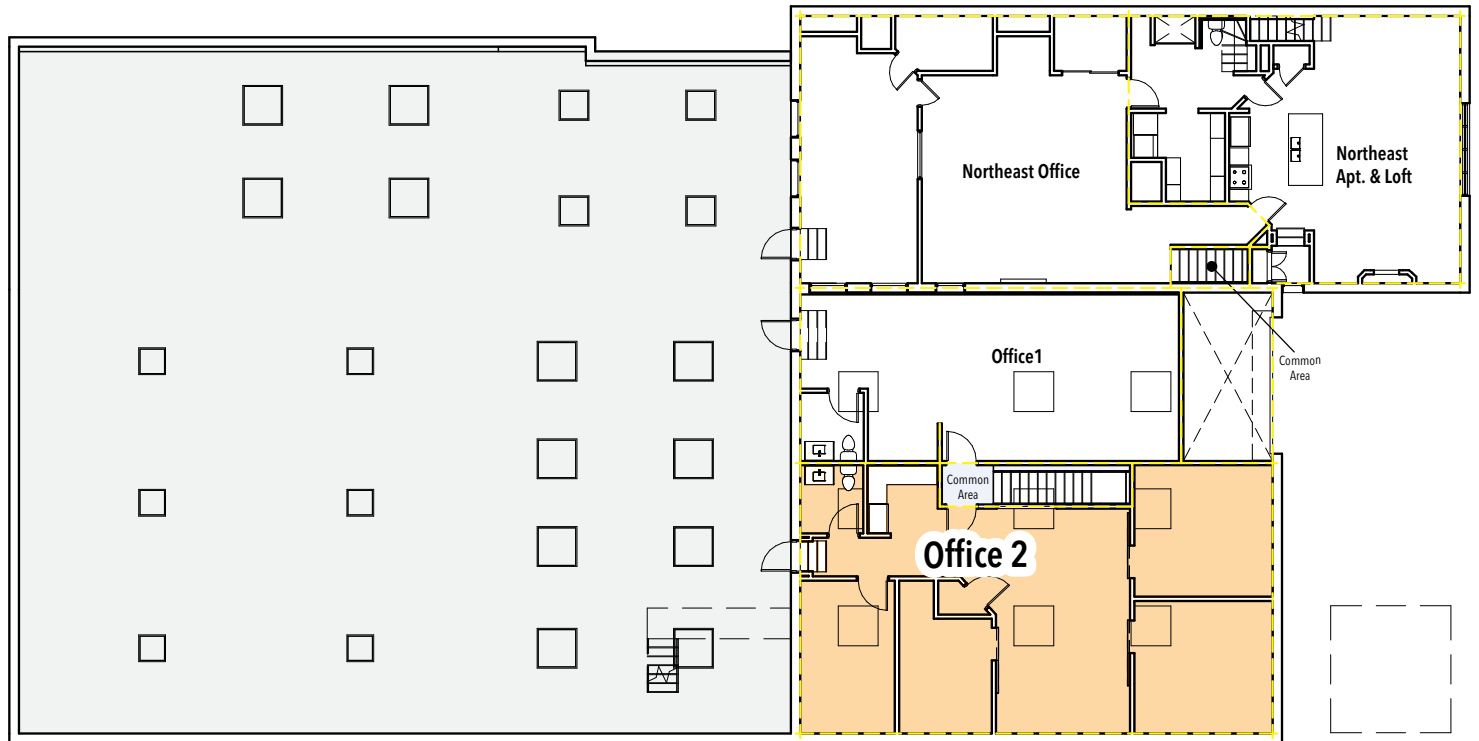 Northeast Office
Northeast
Apt. & Loft
Office1
Common
Area
Common
Area
Office 2